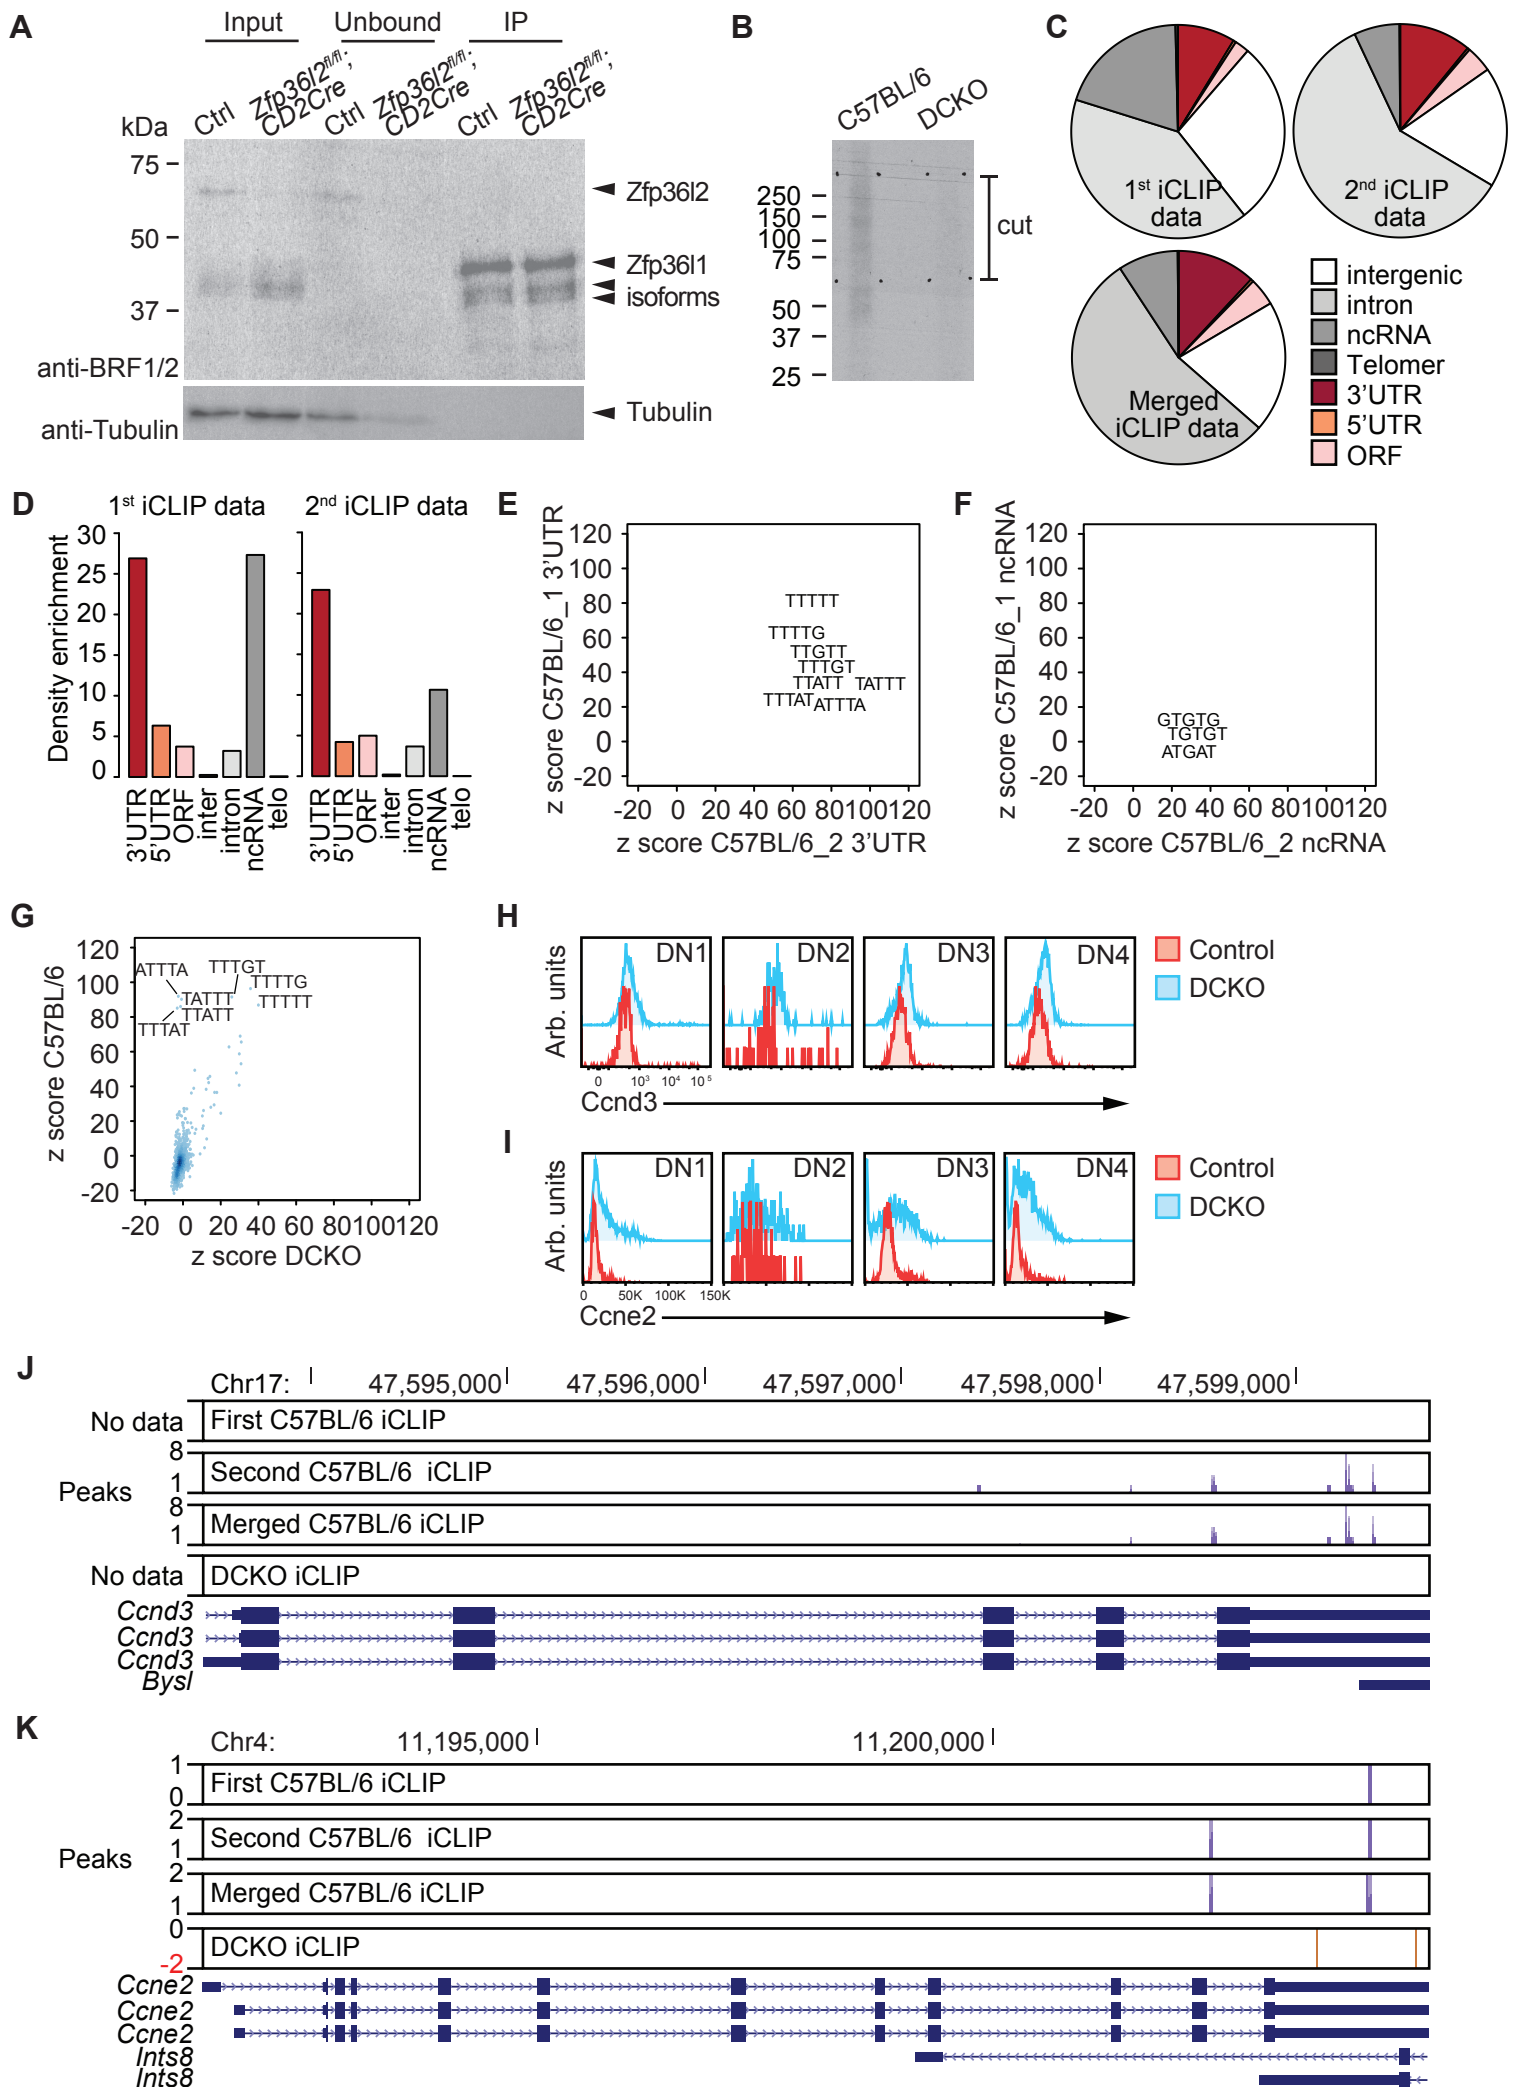 A
Input Unbound IP
Ctrl Zfp36l2fl/fl; CD2Cre Ctrl Zfp36l2fl/fl; CD2Cre Ctrl Zfp36l2fl/fl; CD2Cre
kDa
75
50
37
Zfp36l2
Zfp36l1
isoforms
anti-BRF1/2
anti-Tubulin
Tubulin
B
C57BL/6 DCKO
250
150
100
75
50
37
25
cut
C
1st iCLIP
data
2nd iCLIP
data
Merged
iCLIP data
intergenic
intron
ncRNA
Telomer
3'UTR
5'UTR
ORF
D
1st iCLIP data 2nd iCLIP data
Density enrichment
30
25
20
15
10
5
0
3'UTR 5'UTR ORF inter intron ncRNA telo
3'UTR 5'UTR ORF inter intron ncRNA telo
E
z score C57BL/6_1 3'UTR
120
100
80
60
40
20
0
-20
TTTTT
TTTTG
TTGTT
TTTGT
TTATT TATTT
TTTAT ATTTA
-20 0 20 40 60 80 100 120
z score C57BL/6_2 3'UTR
F
z score C57BL/6_1 ncRNA
120
100
80
60
40
20
0
-20
GTGTG
TGTGT
ATGAT
-20 0 20 40 60 80 100 120
z score C57BL/6_2 ncRNA
G
z score C57BL/6
120
100
80
60
40
20
0
-20
ATTTA TTTGT
TTTTG
TATTT TTTTT
TTATT
TTTAT
-20 0 20 40 60 80 100 120
z score DCKO
H
Arb. units
DN1 DN2 DN3 DN4
0 103 104 105
Ccnd3
Control
DCKO
I
Arb. units
DN1 DN2 DN3 DN4
0 50K 100K 150K
Ccne2
Control
DCKO
J
Chr17: 47,595,000 47,596,000 47,597,000 47,598,000 47,599,000
No data First C57BL/6 iCLIP
Peaks
8
1
Second C57BL/6 iCLIP
8
1
Merged C57BL/6 iCLIP
No data DCKO iCLIP
Ccnd3
Ccnd3
Ccnd3
Bysl
K
Chr4: 11,195,000 11,200,000
Peaks
1
0
First C57BL/6 iCLIP
2
1
Second C57BL/6 iCLIP
2
1
Merged C57BL/6 iCLIP
0
-2
DCKO iCLIP
Ccne2
Ccne2
Ccne2
Ints8
Ints8